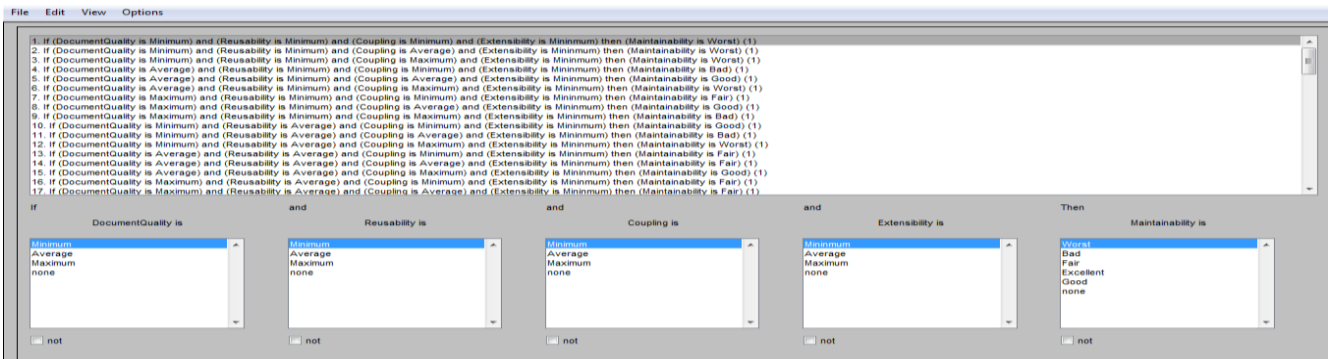 File Edit View Options
1. If (DocumentQuality is Minimum) and (Reusability is Minimum) and (Coupling is Minimum) and (Extensibility is Mininmum) then (Maintainability is Worst) (1)
2. If (DocumentQuality is Minimum) and (Reusability is Minimum) and (Coupling is Average) and (Extensibility is Mininmum) then (Maintainability is Worst) (1)
3. If (DocumentQuality is Minimum) and (Reusability is Minimum) and (Coupling is Maximum) and (Extensibility is Mininmum) then (Maintainability is Worst) (1)
4. If (DocumentQuality is Average) and (Reusability is Minimum) and (Coupling is Minimum) and (Extensibility is Mininmum) then (Maintainability is Bad) (1)
5. If (DocumentQuality is Average) and (Reusability is Minimum) and (Coupling is Average) and (Extensibility is Mininmum) then (Maintainability is Good) (1)
6. If (DocumentQuality is Average) and (Reusability is Minimum) and (Coupling is Maximum) and (Extensibility is Mininmum) then (Maintainability is Worst) (1)
7. If (DocumentQuality is Maximum) and (Reusability is Minimum) and (Coupling is Minimum) and (Extensibility is Mininmum) then (Maintainability is Fair) (1)
8. If (DocumentQuality is Maximum) and (Reusability is Minimum) and (Coupling is Average) and (Extensibility is Mininmum) then (Maintainability is Good) (1)
9. If (DocumentQuality is Maximum) and (Reusability is Minimum) and (Coupling is Maximum) and (Extensibility is Mininmum) then (Maintainability is Bad) (1)
10. If (DocumentQuality is Minimum) and (Reusability is Average) and (Coupling is Minimum) and (Extensibility is Mininmum) then (Maintainability is Good) (1)
11. If (DocumentQuality is Minimum) and (Reusability is Average) and (Coupling is Average) and (Extensibility is Mininmum) then (Maintainability is Bad) (1)
12. If (DocumentQuality is Minimum) and (Reusability is Average) and (Coupling is Maximum) and (Extensibility is Mininmum) then (Maintainability is Worst) (1)
13. If (DocumentQuality is Average) and (Reusability is Average) and (Coupling is Minimum) and (Extensibility is Mininmum) then (Maintainability is Fair) (1)
14. If (DocumentQuality is Average) and (Reusability is Average) and (Coupling is Average) and (Extensibility is Mininmum) then (Maintainability is Fair) (1)
15. If (DocumentQuality is Average) and (Reusability is Average) and (Coupling is Maximum) and (Extensibility is Mininmum) then (Maintainability is Good) (1)
16. If (DocumentQuality is Maximum) and (Reusability is Average) and (Coupling is Minimum) and (Extensibility is Mininmum) then (Maintainability is Fair) (1)
17. If (DocumentQuality is Maximum) and (Reusability is Average) and (Coupling is Average) and (Extensibility is Mininmum) then (Maintainability is Fair) (1)
If and and and Then
DocumentQuality is Reusability is Coupling is Extensibility is Maintainability is
Minimum Minimum Minimum Mininmum Worst
Average Average Average Average Bad
Maximum Maximum Maximum Maximum Fair
none none none none Excellent
Good
none
not not not not not